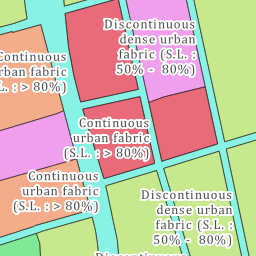 Discontinuous
dense urban
fabric (S.L. :
50% - 80%)
Continuous
urban fabric
(S.L. : > 80%)
Continuous
urban fabric
(S.L. : > 80%)
Continuous
urban fabric
(S.L. : > 80%)
Discontinuous
dense urban
fabric (S.L. :
50% - 80%)